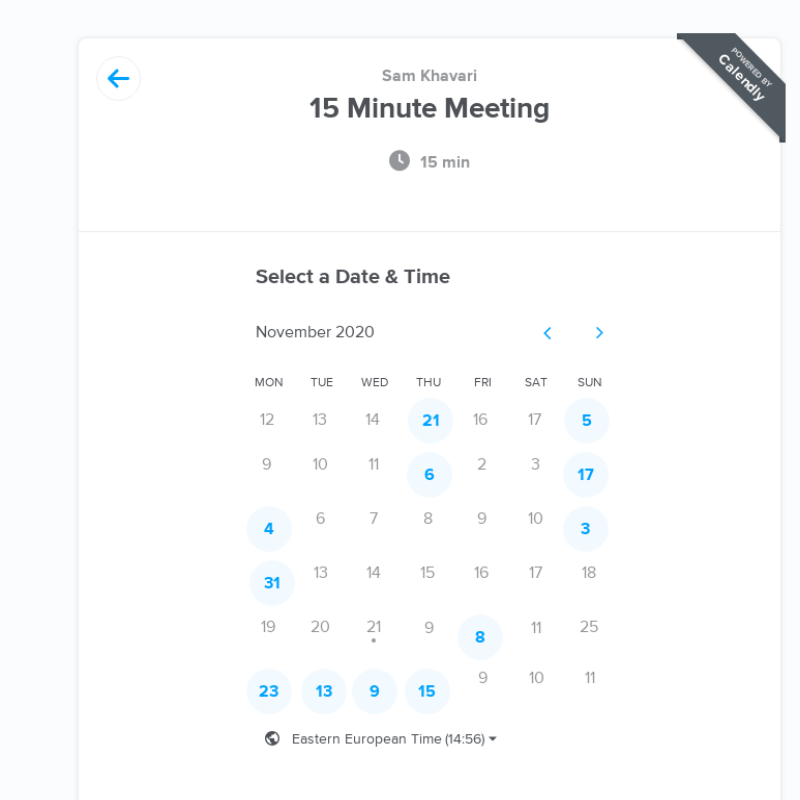 POWERED BY
Calendly
Sam Khavari
15 Minute Meeting
15 min
Select a Date & Time
November 2020
MON TUE WED THU FRI SAT SUN
12 13 14 21 16 17 5
9 10 11 6 2 3 17
4 6 7 8 9 10 3
31 13 14 15 16 17 18
19 20 21 9 8 11 25
23 13 9 15 9 10 11
Eastern European Time (14:56)